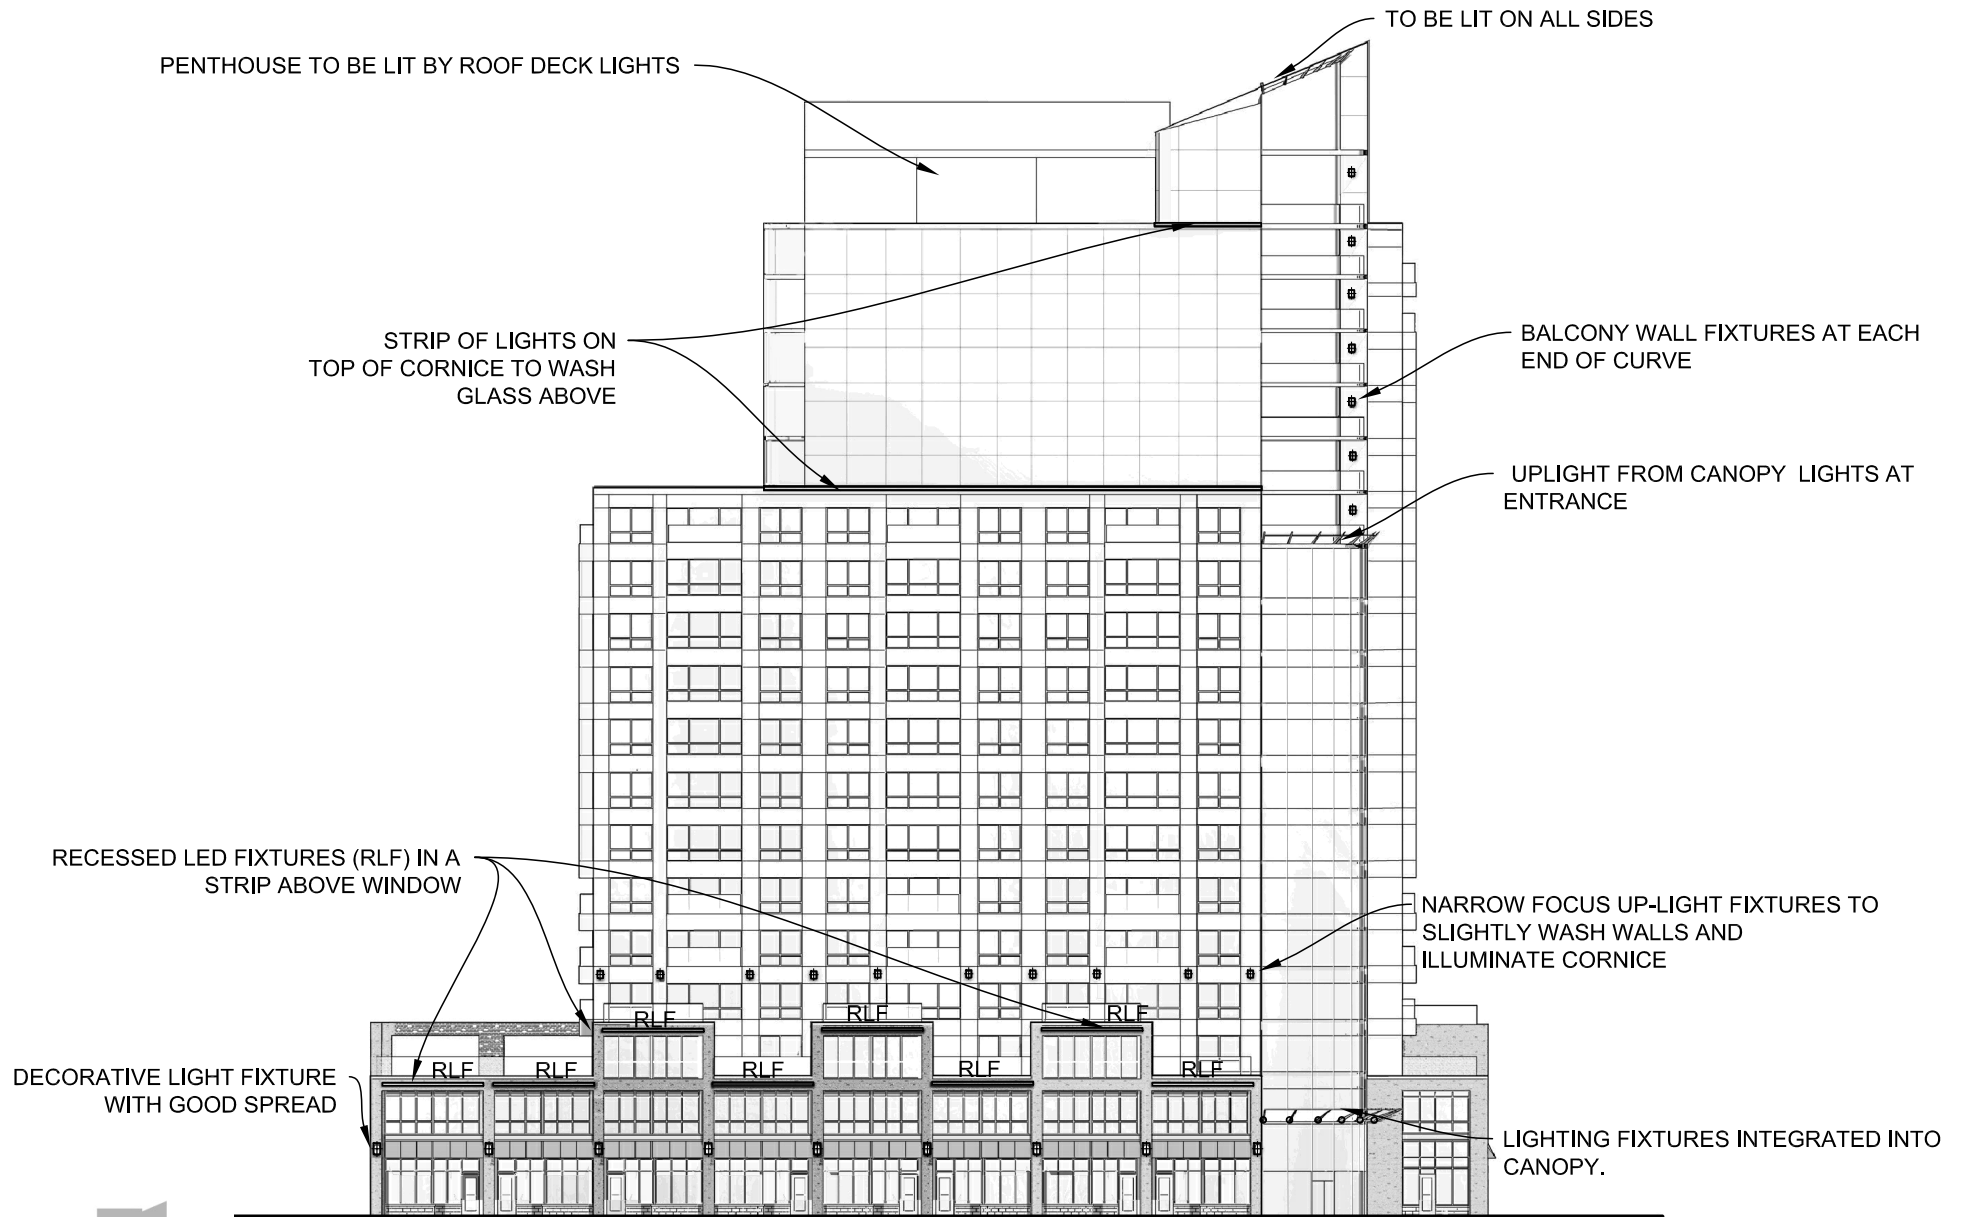 TO BE LIT ON ALL SIDES
PENTHOUSE TO BE LIT BY ROOF DECK LIGHTS
STRIP OF LIGHTS ON
TOP OF CORNICE TO WASH
GLASS ABOVE
BALCONY WALL FIXTURES AT EACH
END OF CURVE
UPLIGHT FROM CANOPY LIGHTS AT
ENTRANCE
RECESSED LED FIXTURES (RLF) IN A
STRIP ABOVE WINDOW
NARROW FOCUS UP-LIGHT FIXTURES TO
SLIGHTLY WASH WALLS AND
ILLUMINATE CORNICE
RLF
RLF
RLF
RLF
RLF
RLF
RLF
RLF
DECORATIVE LIGHT FIXTURE
WITH GOOD SPREAD
LIGHTING FIXTURES INTEGRATED INTO
CANOPY.